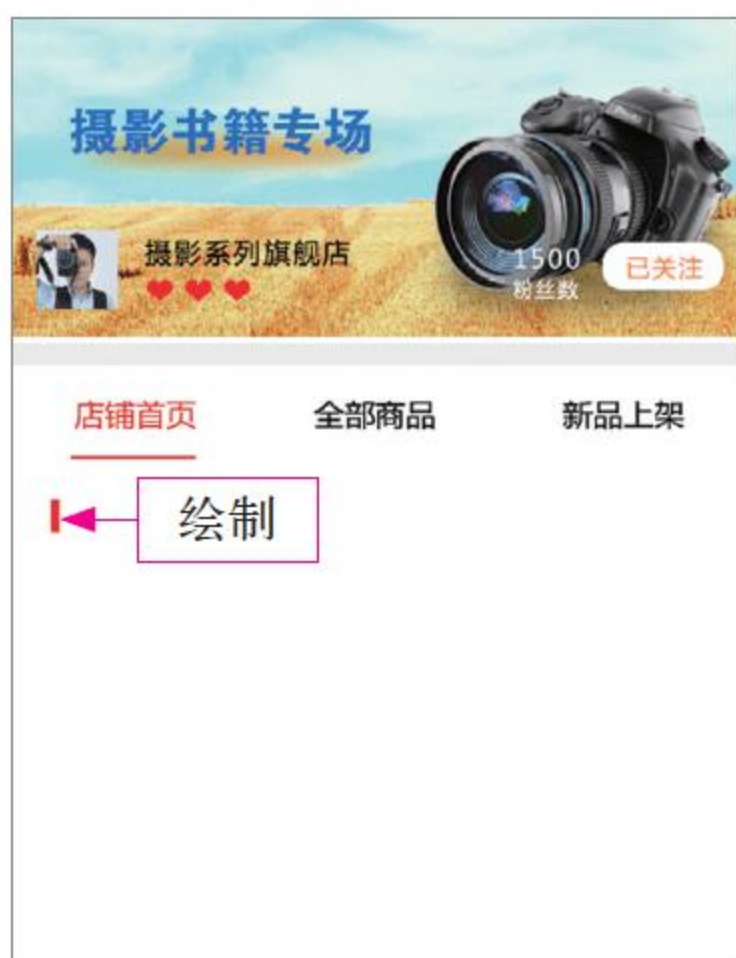 摄影书籍专场
摄影系列旗舰店
1500
粉丝数
已关注
店铺首页 全部商品 新品上架
绘制